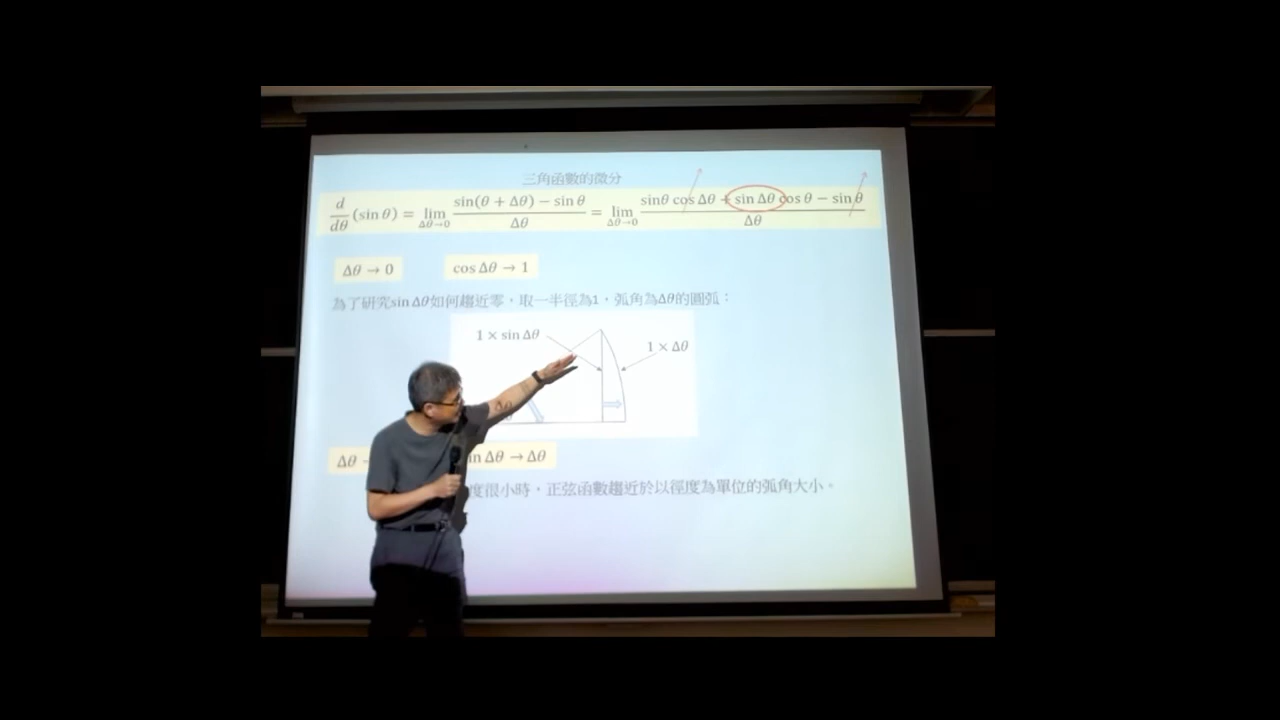 三角函數的微分
d/dθ (sin θ) = lim_{Δθ→0} (sin(θ + Δθ) − sin θ)/Δθ = lim_{Δθ→0} (sinθ cos Δθ + sin Δθ cos θ − sin θ)/Δθ
Δθ → 0 cos Δθ → 1
為了研究sin Δθ如何趨近零，取一半徑為1，弧角為Δθ的圓弧：
1 × sin Δθ
1 × Δθ
Δθ
Δθ in Δθ → Δθ
度很小時，正弦函數趨近於以徑度為單位的弧角大小。